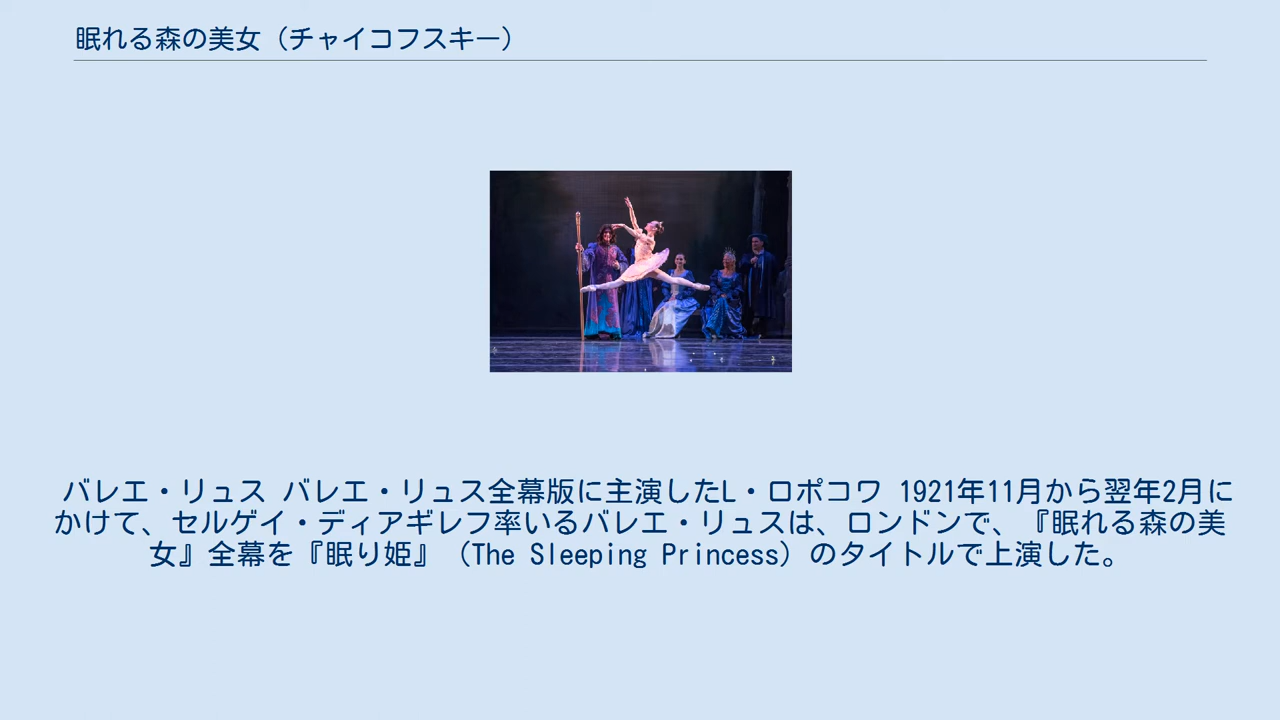 眠れる森の美女（チャイコフスキー）
バレエ・リュス バレエ・リュス全幕版に主演したL・ロポコワ 1921年11月から翌年2月に
かけて、セルゲイ・ディアギレフ率いるバレエ・リュスは、ロンドンで、『眠れる森の美
女』全幕を『眠り姫』（The Sleeping Princess）のタイトルで上演した。